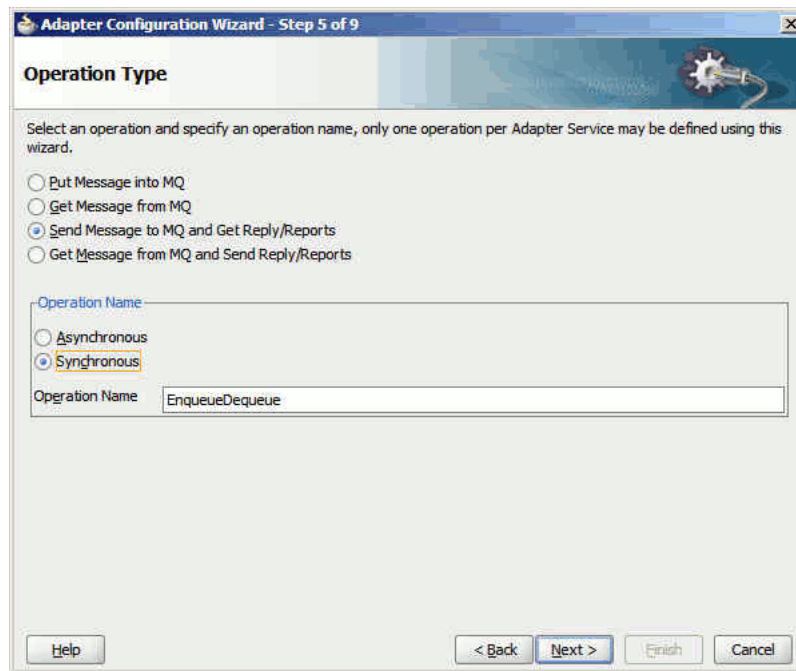 Adapter Configuration Wizard - Step 5 of 9
Operation Type
Select an operation and specify an operation name, only one operation per Adapter Service may be defined using this
wizard.
Put Message into MQ
Get Message from MQ
Send Message to MQ and Get Reply/Reports
Get Message from MQ and Send Reply/Reports
Operation Name
Asynchronous
Synchronous
Operation Name EnqueueDequeue
Help < Back Next > Finish Cancel